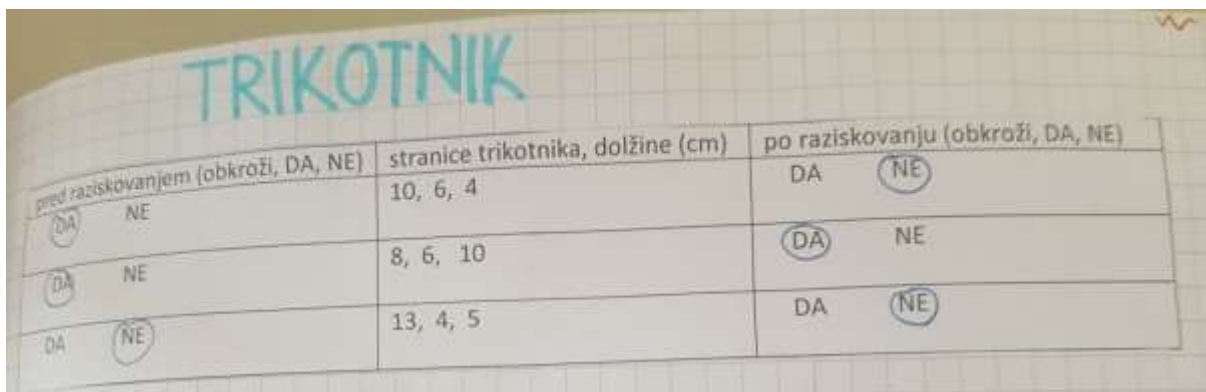 TRIKOTNIK
pred raziskovanjem (obkroži, DA, NE) stranice trikotnika, dolžine (cm) po raziskovanju (obkroži, DA, NE)
DA NE 10, 6, 4 DA NE
DA NE 8, 6, 10 DA NE
DA NE 13, 4, 5 DA NE